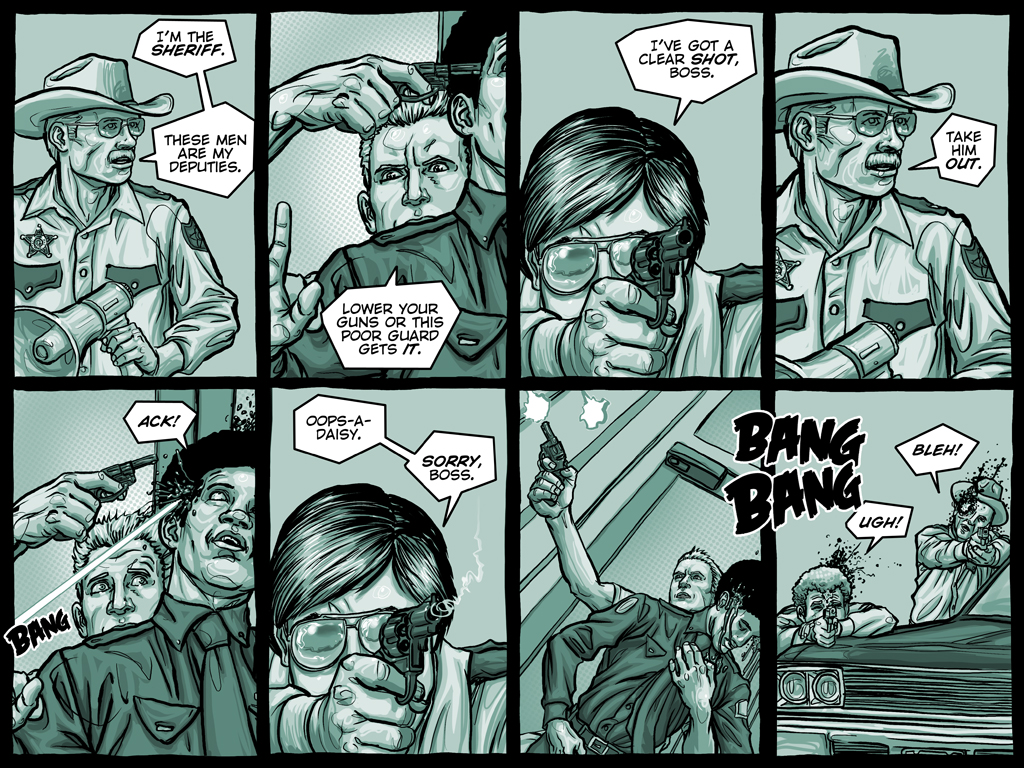 I'M THE
SHERIFF.
THESE MEN
ARE MY
DEPUTIES.
LOWER YOUR
GUNS OR THIS
POOR GUARD
GETS IT.
I'VE GOT A
CLEAR SHOT,
BOSS.
TAKE
HIM
OUT.
ACK!
BANG
OOPS-A-
DAISY.
SORRY,
BOSS.
BANG
BANG
BLEH!
UGH!